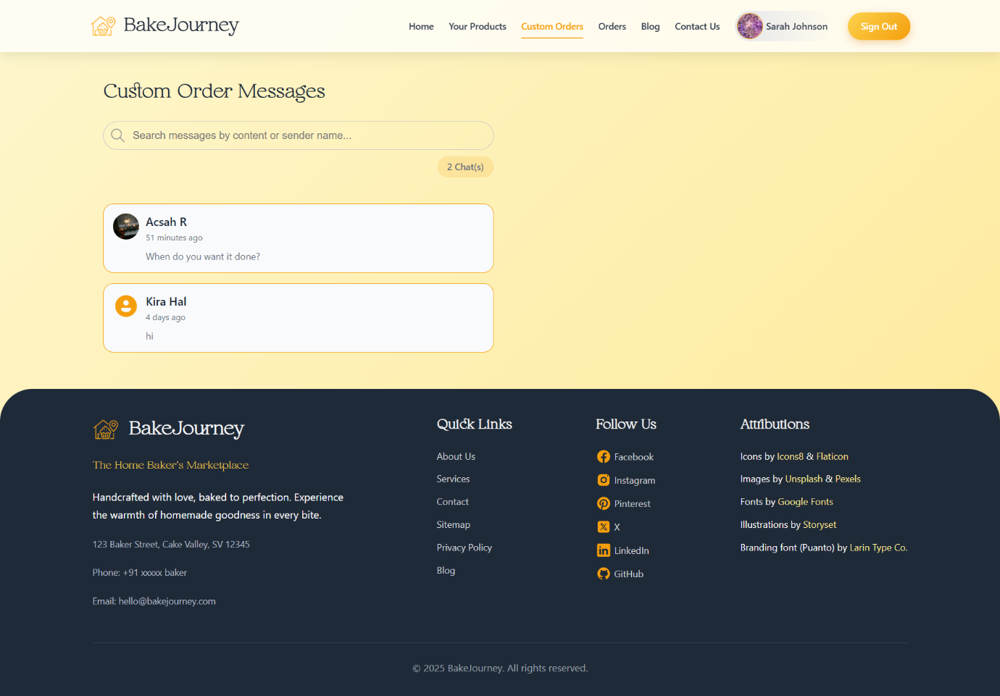 BakeJourney
Home
Your Products
Custom Orders
Orders
Blog
Contact Us
Sarah Johnson
Sign Out
Custom Order Messages
Search messages by content or sender name...
2 Chat(s)
Acsah R
51 minutes ago
When do you want it done?
Kira Hal
4 days ago
hi
BakeJourney
The Home Baker's Marketplace
Handcrafted with love, baked to perfection. Experience
the warmth of homemade goodness in every bite.
123 Baker Street, Cake Valley, SV 12345
Phone: +91 xxxxx baker
Email: hello@bakejourney.com
Quick Links
About Us
Services
Contact
Sitemap
Privacy Policy
Blog
Follow Us
Facebook
Instagram
Pinterest
X
LinkedIn
GitHub
Attributions
Icons by Icons8 & Flaticon
Images by Unsplash & Pexels
Fonts by Google Fonts
Illustrations by Storyset
Branding font (Puanto) by Larin Type Co.
© 2025 BakeJourney. All rights reserved.